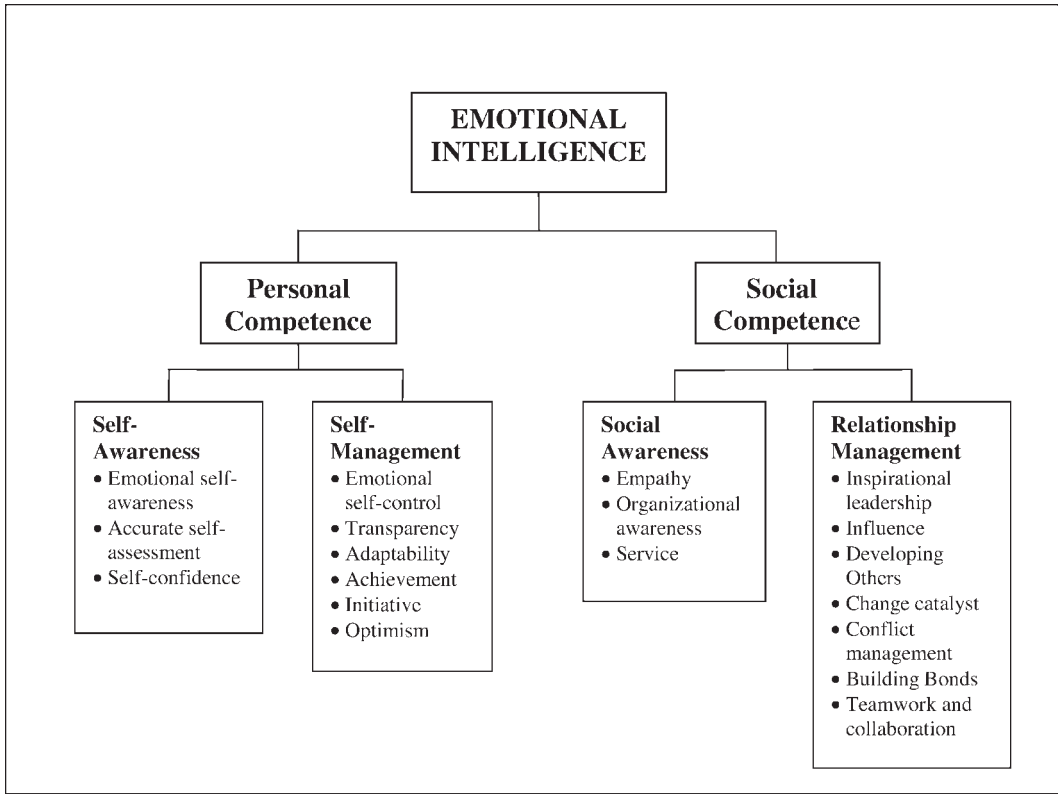 EMOTIONAL
INTELLIGENCE
Personal
Competence
Social
Competence
Self-
Awareness
• Emotional self-
awareness
• Accurate self-
assessment
• Self-confidence
Self-
Management
• Emotional
self-control
• Transparency
• Adaptability
• Achievement
• Initiative
• Optimism
Social
Awareness
• Empathy
• Organizational
awareness
• Service
Relationship
Management
• Inspirational
leadership
• Influence
• Developing
Others
• Change catalyst
• Conflict
management
• Building Bonds
• Teamwork and
collaboration